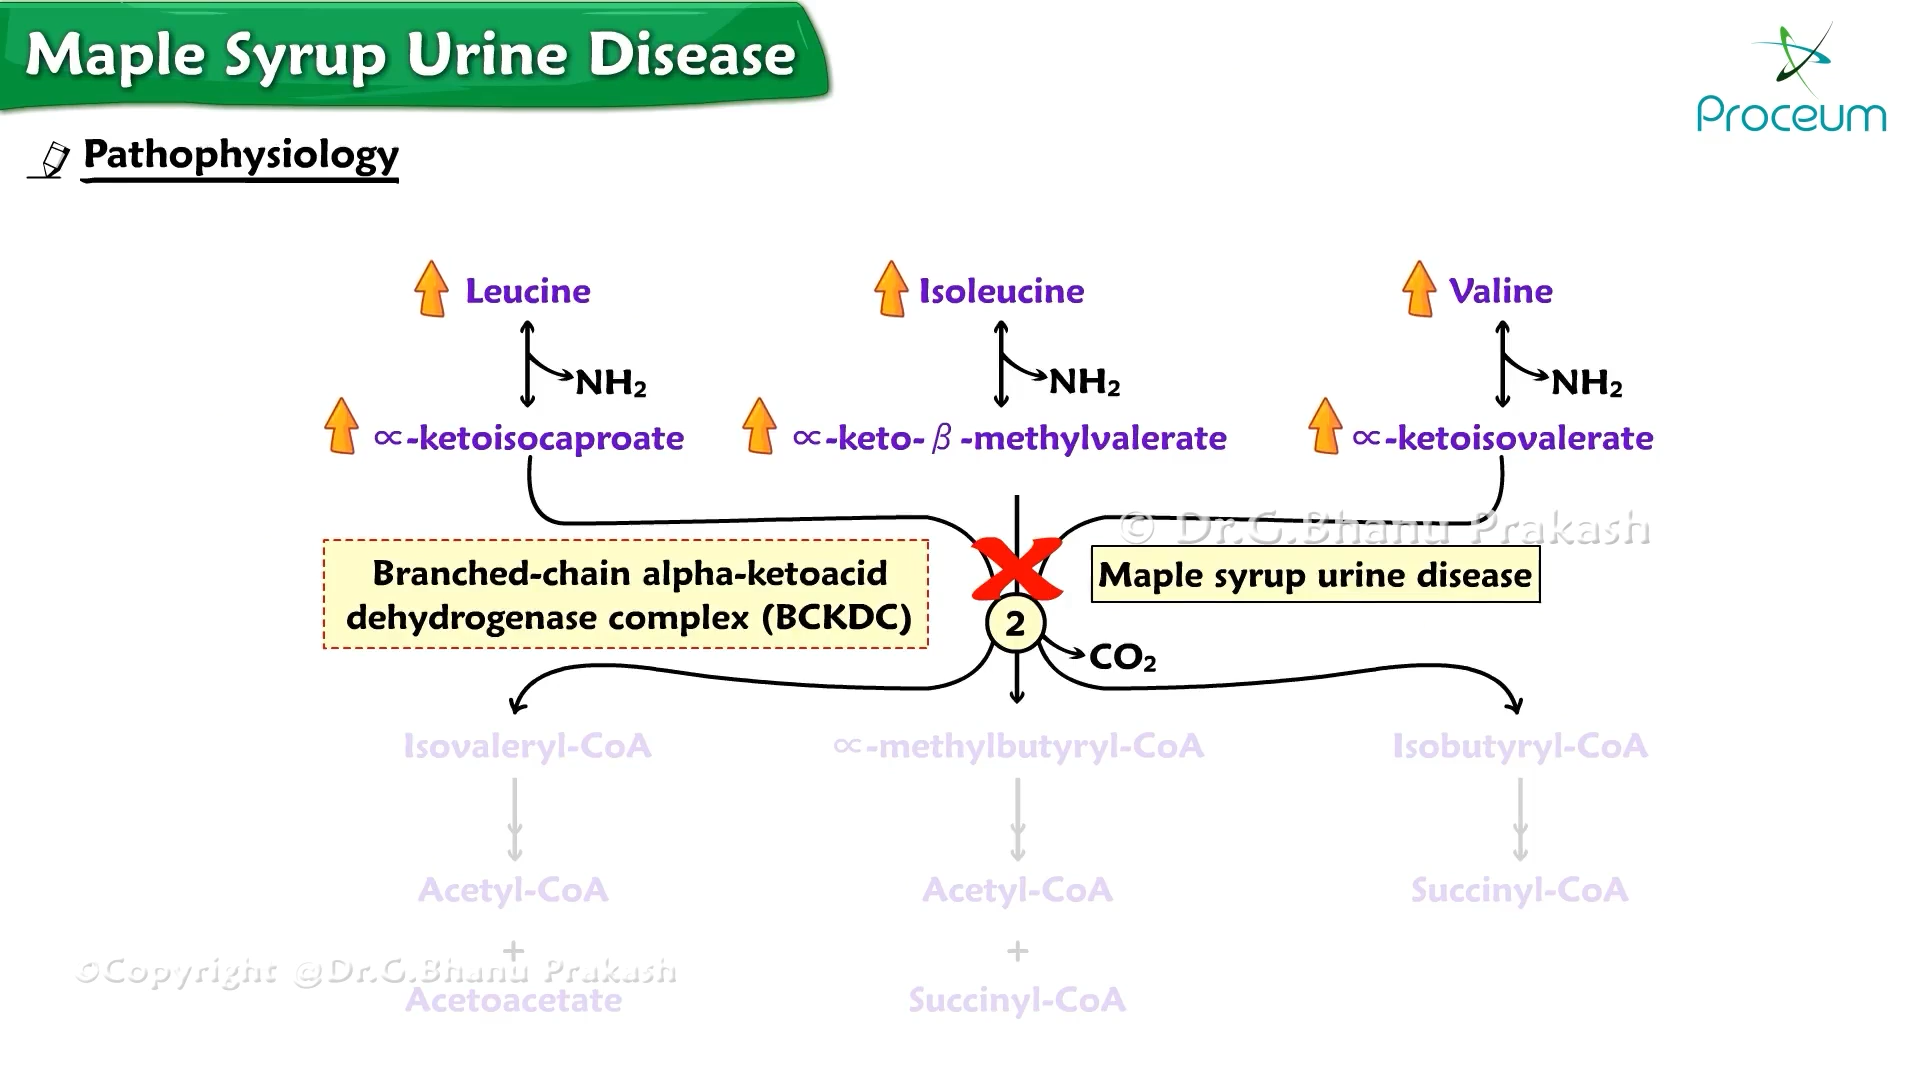 Maple Syrup Urine Disease
Proceum
Pathophysiology
Leucine
Isoleucine
Valine
NH₂
NH₂
NH₂
∝-ketoisocaproate
∝-keto-β-methylvalerate
∝-ketoisovalerate
© Dr.G.Bhanu Prakash
Branched-chain alpha-ketoacid
dehydrogenase complex (BCKDC)
Maple syrup urine disease
2
CO₂
Isovaleryl-CoA
∝-methylbutyryl-CoA
Isobutyryl-CoA
Acetyl-CoA
Acetyl-CoA
Succinyl-CoA
+
+
©Copyright @Dr.G.Bhanu Prakash
Acetoacetate
Succinyl-CoA